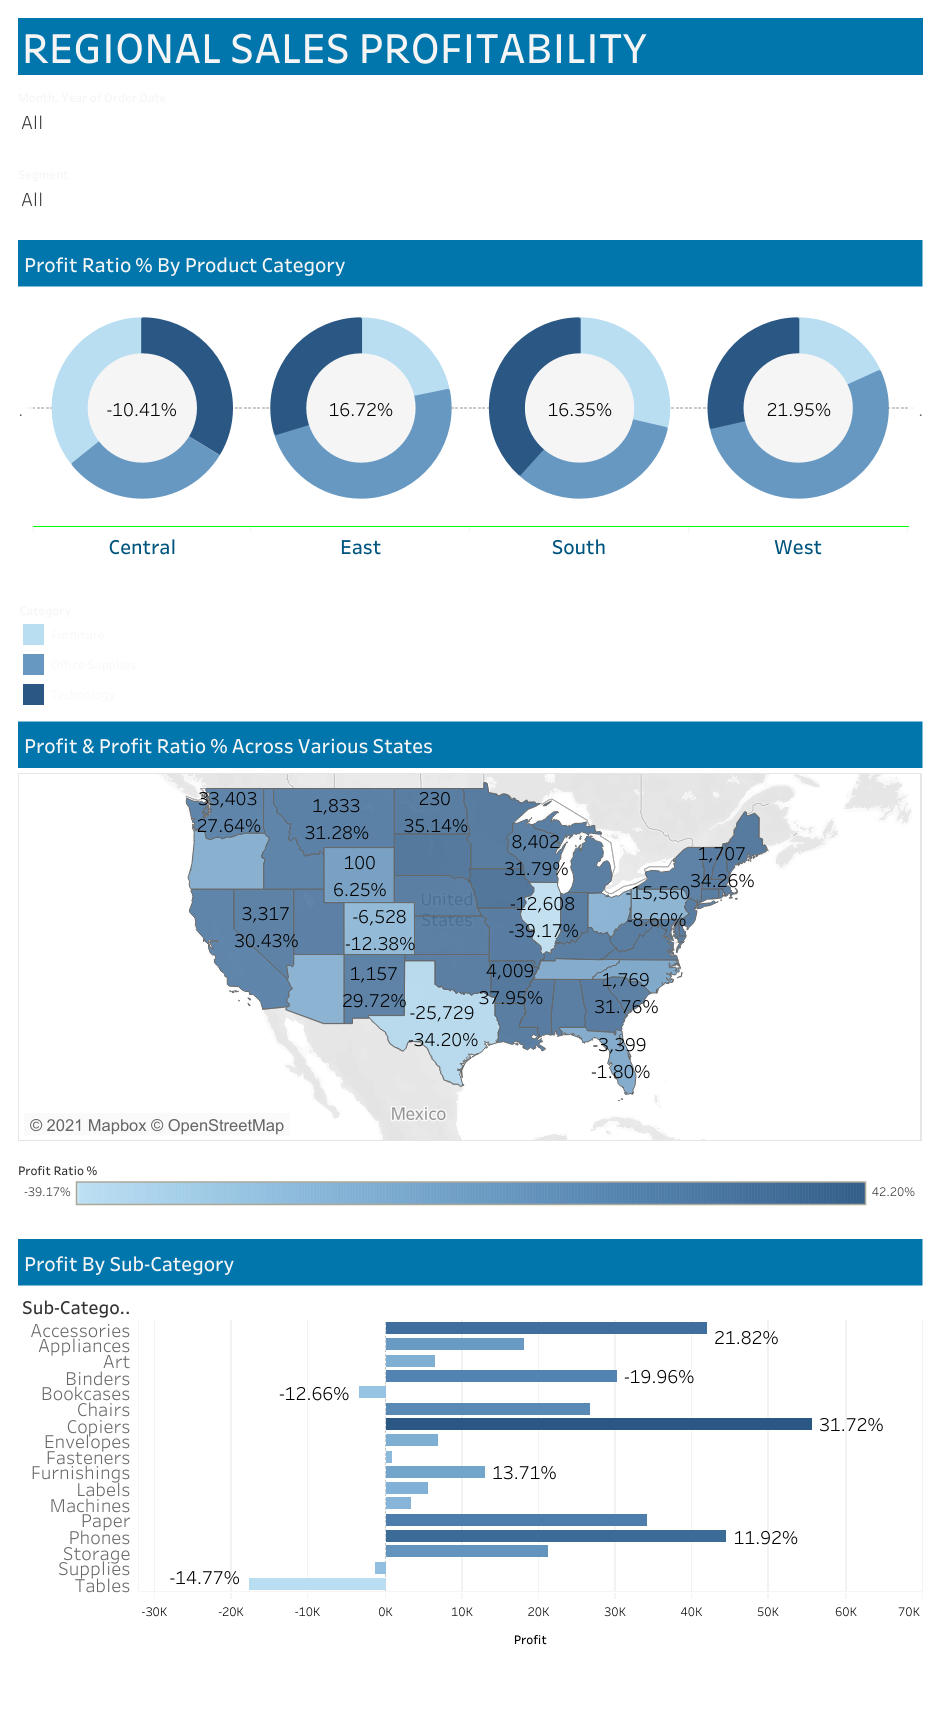 REGIONAL SALES PROFITABILITY
Month, Year of Order Date
All
Segment
All
Profit Ratio % By Product Category
-10.41%
16.72%
16.35%
21.95%
Central
East
South
West
Category
Furniture
Office Supplies
Technology
Profit & Profit Ratio % Across Various States
33,403
27.64%
1,833
31.28%
230
35.14%
8,402
31.79%
1,707
34.26%
100
6.25%
United
States
-15,560
-8.60%
-12,608
-39.17%
3,317
30.43%
-6,528
-12.38%
1,157
29.72%
4,009
37.95%
1,769
31.76%
-25,729
-34.20%
-3,399
-1.80%
Mexico
© 2021 Mapbox © OpenStreetMap
Profit Ratio %
-39.17%
42.20%
Profit By Sub-Category
Sub-Catego..
Accessories
21.82%
Appliances
Art
Binders
-19.96%
Bookcases
-12.66%
Chairs
Copiers
31.72%
Envelopes
Fasteners
Furnishings
13.71%
Labels
Machines
Paper
Phones
11.92%
Storage
Supplies
Tables
-14.77%
-30K
-20K
-10K
0K
10K
20K
30K
40K
50K
60K
70K
Profit